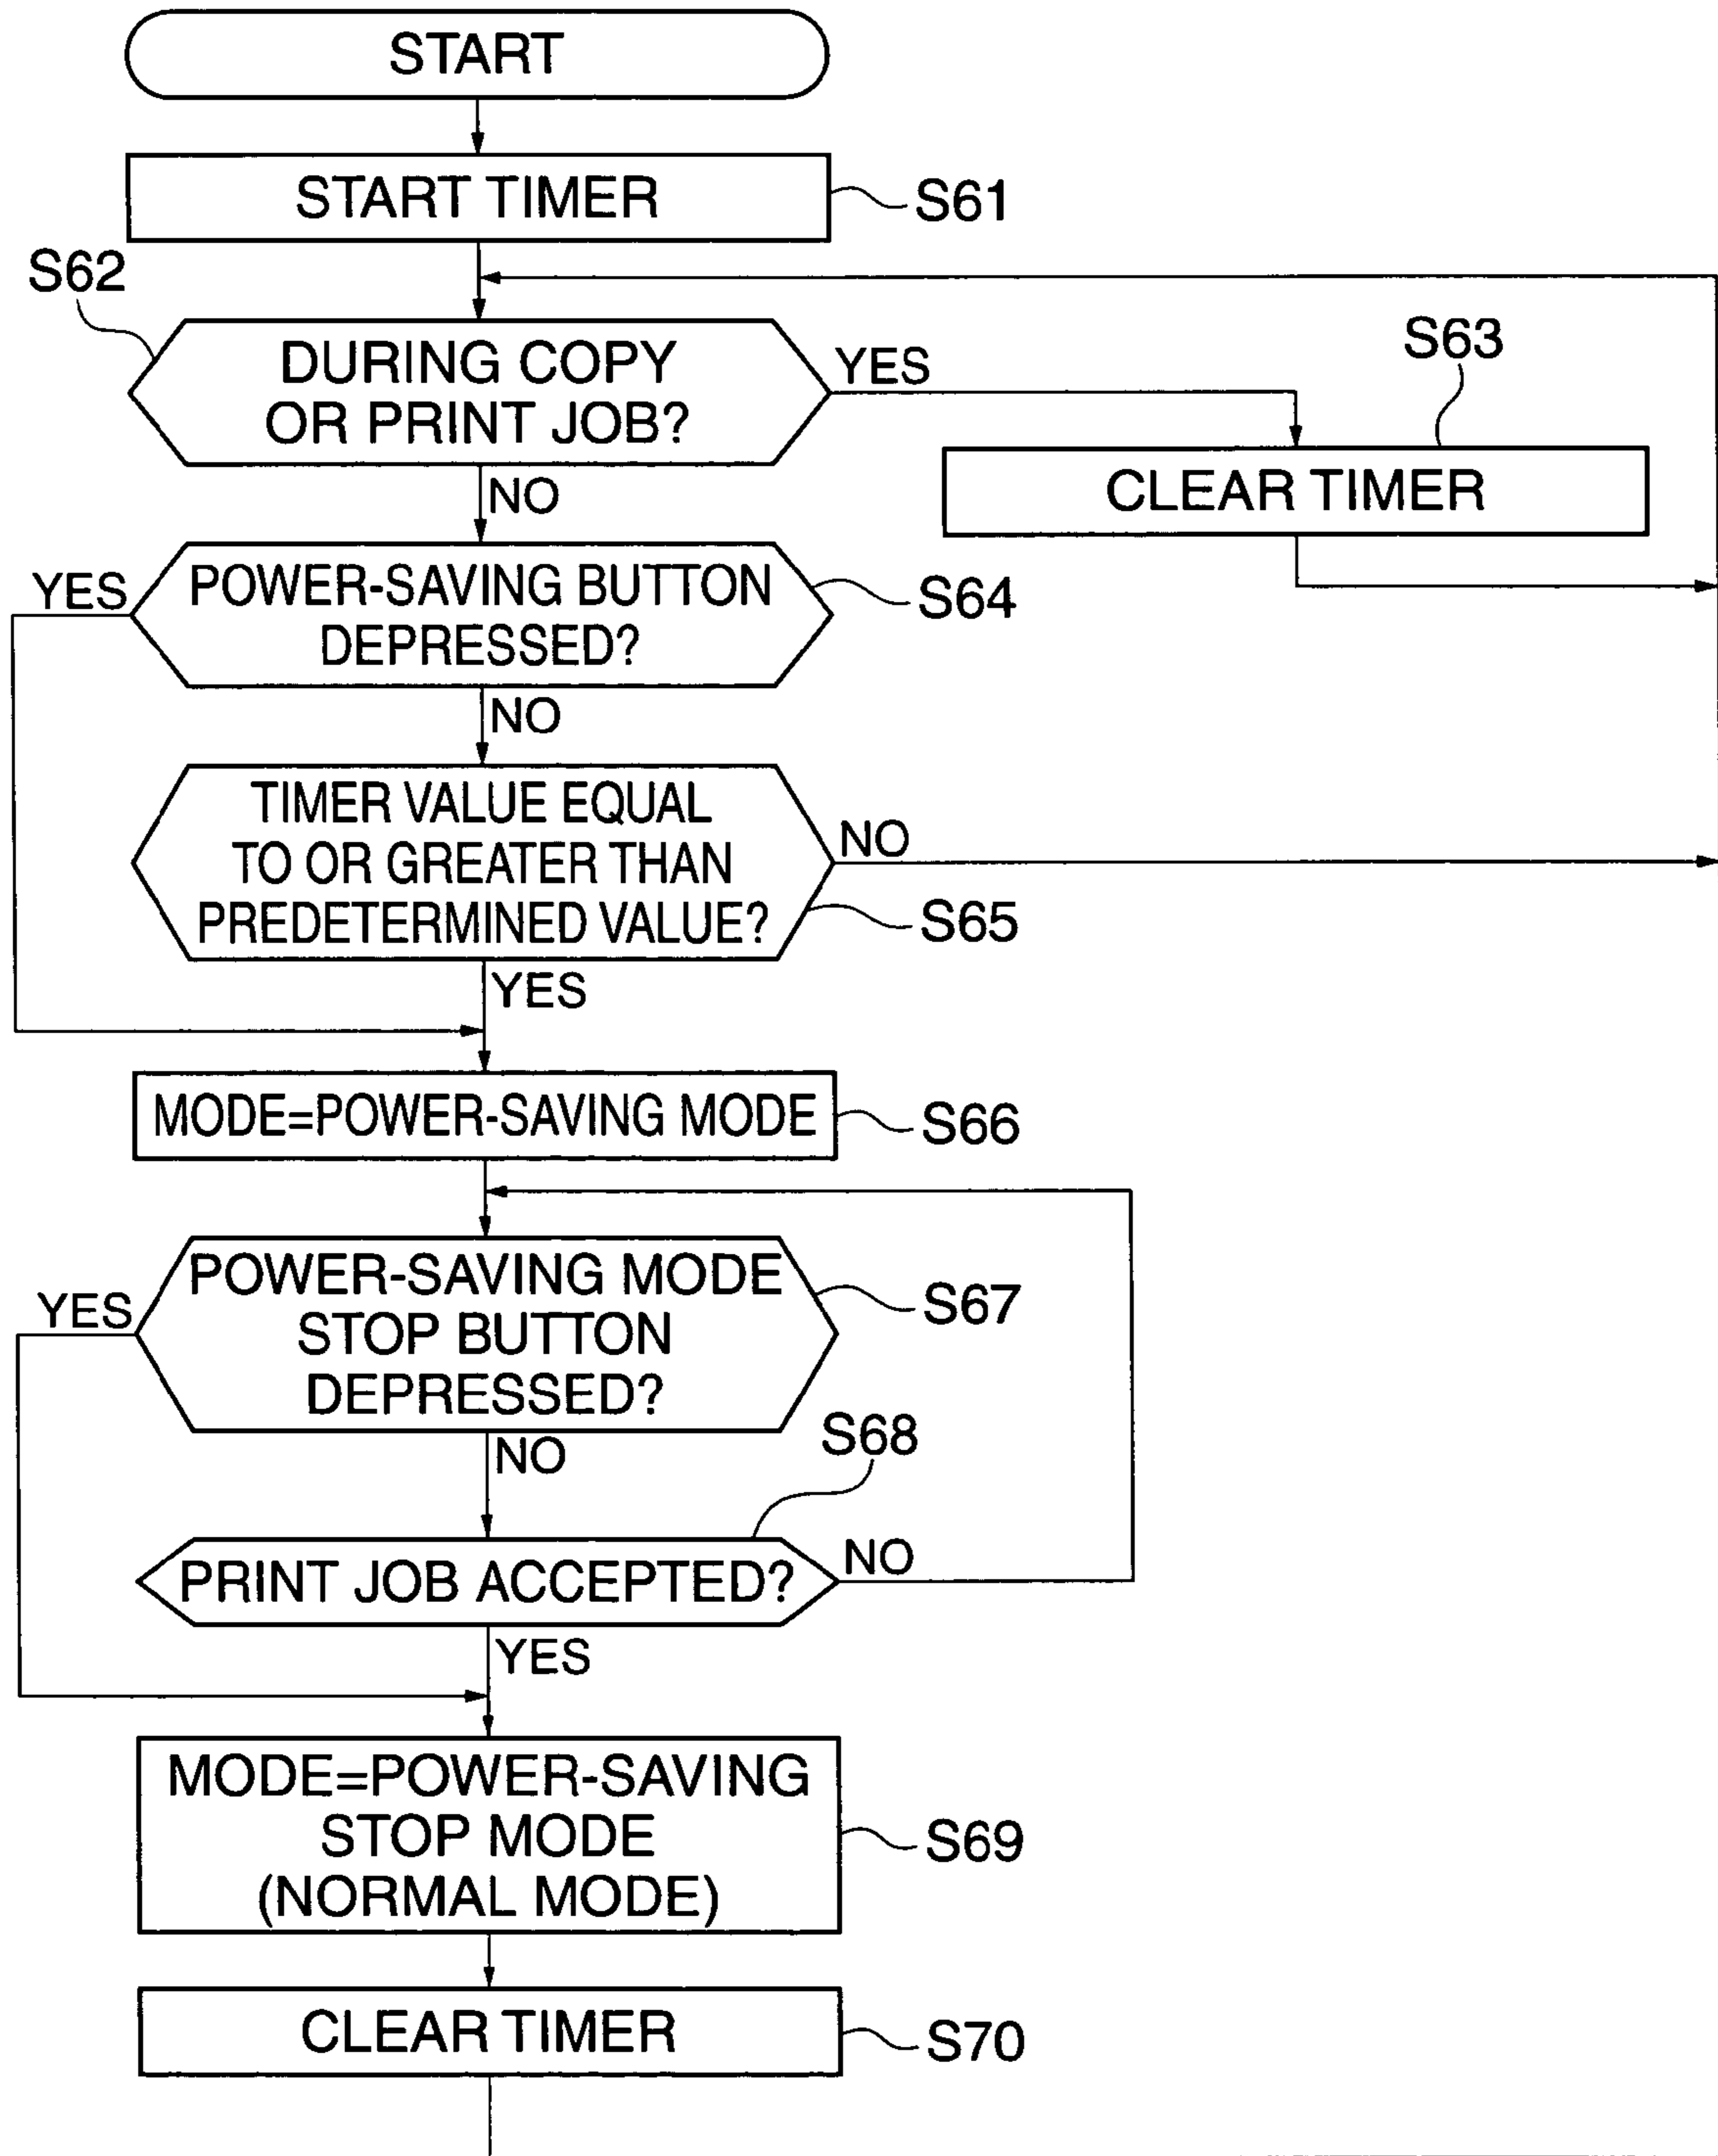 START
START TIMER
S61
S62
DURING COPY
OR PRINT JOB?
YES
NO
S63
CLEAR TIMER
POWER-SAVING BUTTON
DEPRESSED?
YES
NO
S64
TIMER VALUE EQUAL
TO OR GREATER THAN
PREDETERMINED VALUE?
NO
YES
S65
MODE=POWER-SAVING MODE
S66
POWER-SAVING MODE
STOP BUTTON
DEPRESSED?
YES
NO
S67
S68
PRINT JOB ACCEPTED?
NO
YES
MODE=POWER-SAVING
STOP MODE
(NORMAL MODE)
S69
CLEAR TIMER
S70